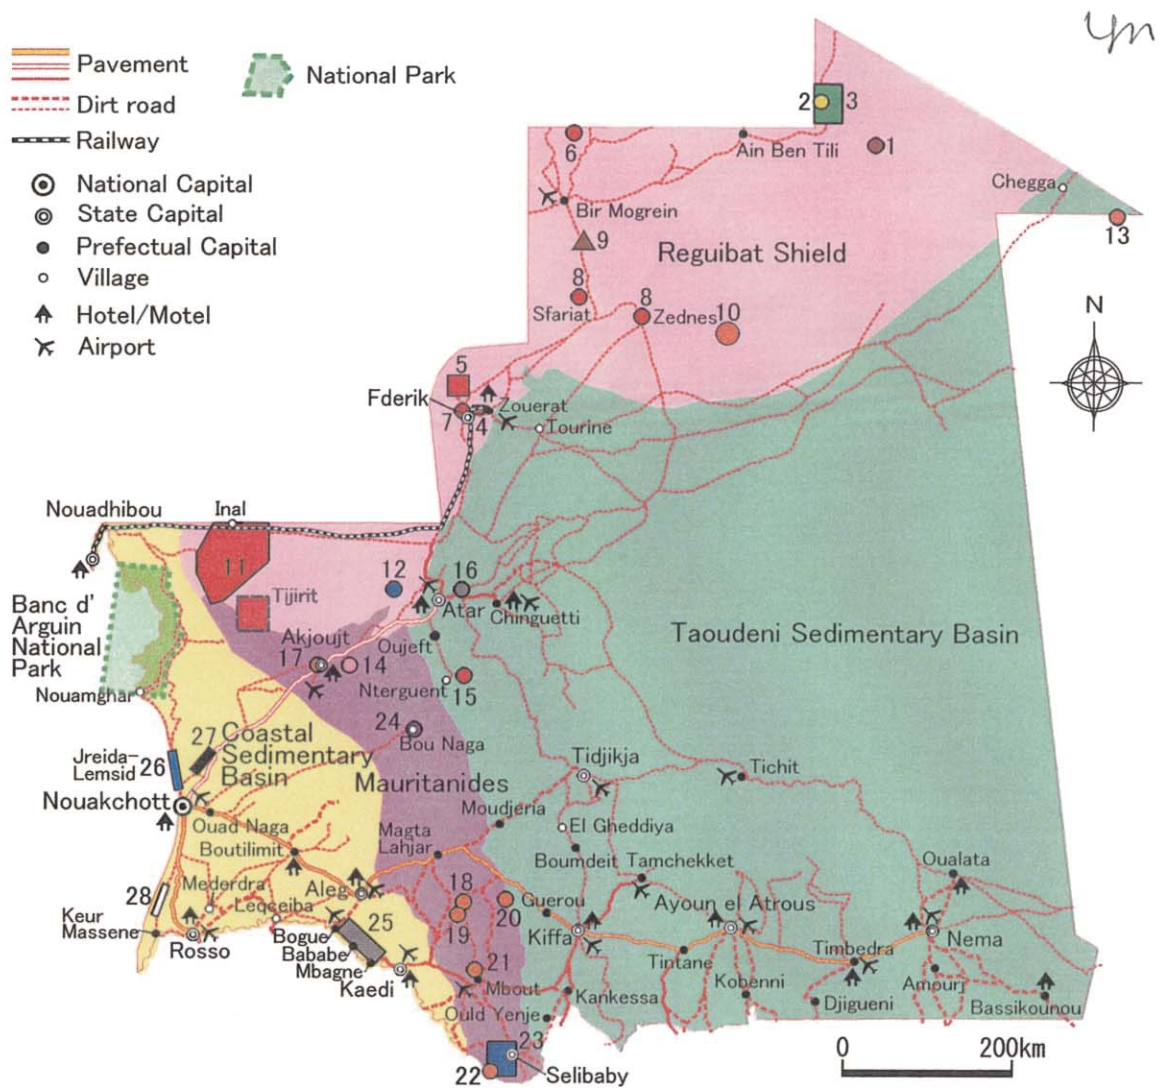 Pavement
Dirt road
Railway
National Capital
State Capital
Prefectual Capital
Village
Hotel/Motel
Airport
National Park
2
3
1
6
Ain Ben Tili
Chegga
13
Bir Mogrein
9
Reguibat Shield
8
Sfariat
8
Zednes
10
N
5
Fderik
7
4
Zouerat
Tourine
Nouadhibou
Inal
11
Tijirit
12
16
Atar
Chinguetti
Banc d'
Arguin
National
Park
Nouamghar
Akjoujt
17
14
Oujeft
Nterguent
15
Taoudeni Sedimentary Basin
24
Bou Naga
27
Coastal
Sedimentary
Basin
Jreida-
Lemsid
26
Mauritanides
Tidjikja
Tichit
Nouakchott
Ouad Naga
Moudjeria
El Gheddiya
Boutilimit
Magta
Lahjar
Boumdeit
Tamchekket
Oualata
28
Mederdra
Leqceiba
Aleg
18
19
20
Guerou
Ayoun el Atrous
Keur
Massene
Rosso
25
Bogue
Bababe
Mbagne
Kaedi
Kiffa
Tintane
Timbedra
Nema
21
Mbout
Kankessa
Kobenni
Djigueni
Amourj
Bassikounou
Ould Yenje
23
22
Selibaby
0
200km